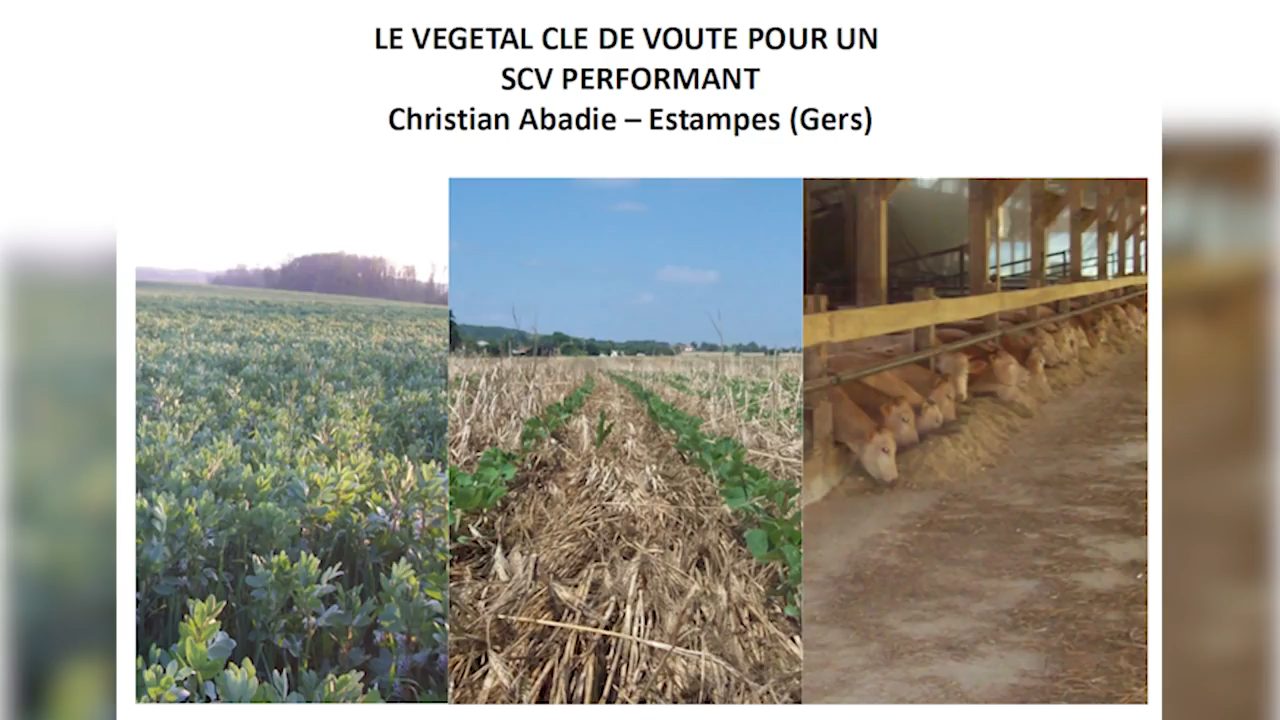 LE VEGETAL CLE DE VOUTE POUR UN
SCV PERFORMANT
Christian Abadie – Estampes (Gers)